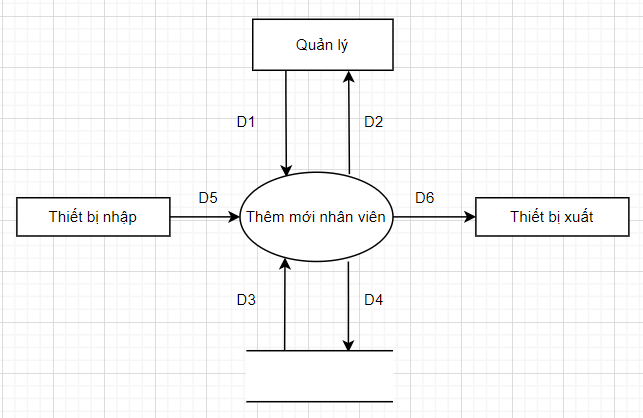 Quản lý
D1
D2
D5
D6
Thiết bị nhập
Thêm mới nhân viên
Thiết bị xuất
D3
D4